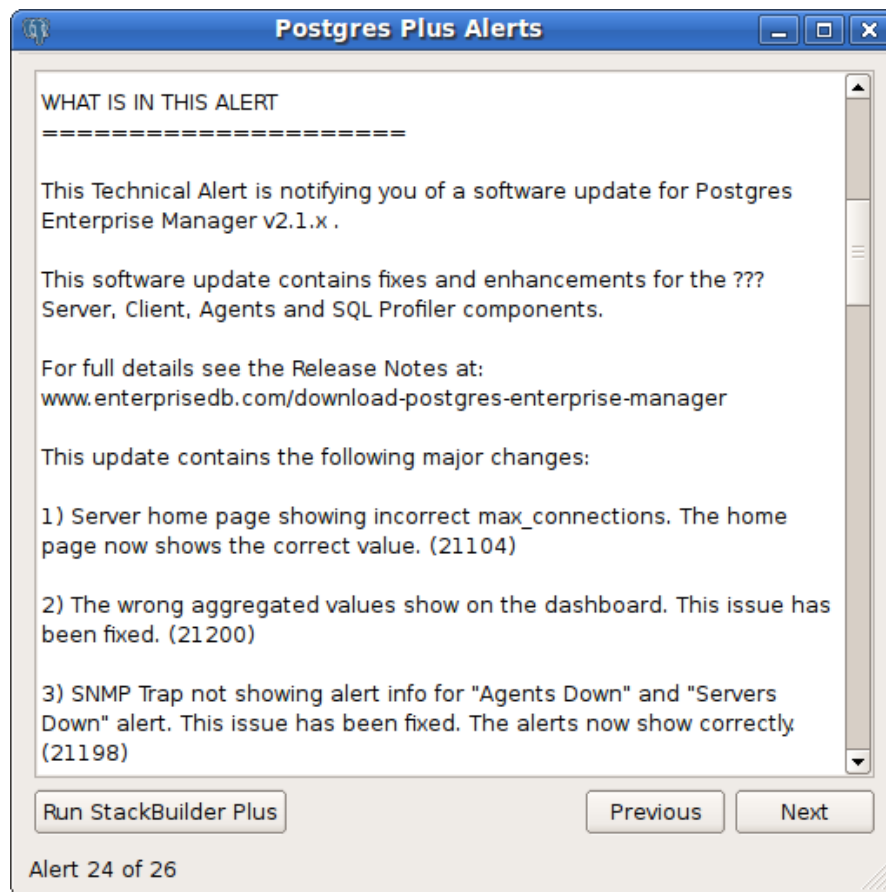 Postgres Plus Alerts
WHAT IS IN THIS ALERT
=====================
This Technical Alert is notifying you of a software update for Postgres
Enterprise Manager v2.1.x .
This software update contains fixes and enhancements for the ???
Server, Client, Agents and SQL Profiler components.
For full details see the Release Notes at:
www.enterprisedb.com/download-postgres-enterprise-manager
This update contains the following major changes:
1) Server home page showing incorrect max_connections. The home
page now shows the correct value. (21104)
2) The wrong aggregated values show on the dashboard. This issue has
been fixed. (21200)
3) SNMP Trap not showing alert info for "Agents Down" and "Servers
Down" alert. This issue has been fixed. The alerts now show correctly.
(21198)
Run StackBuilder Plus
Previous
Next
Alert 24 of 26